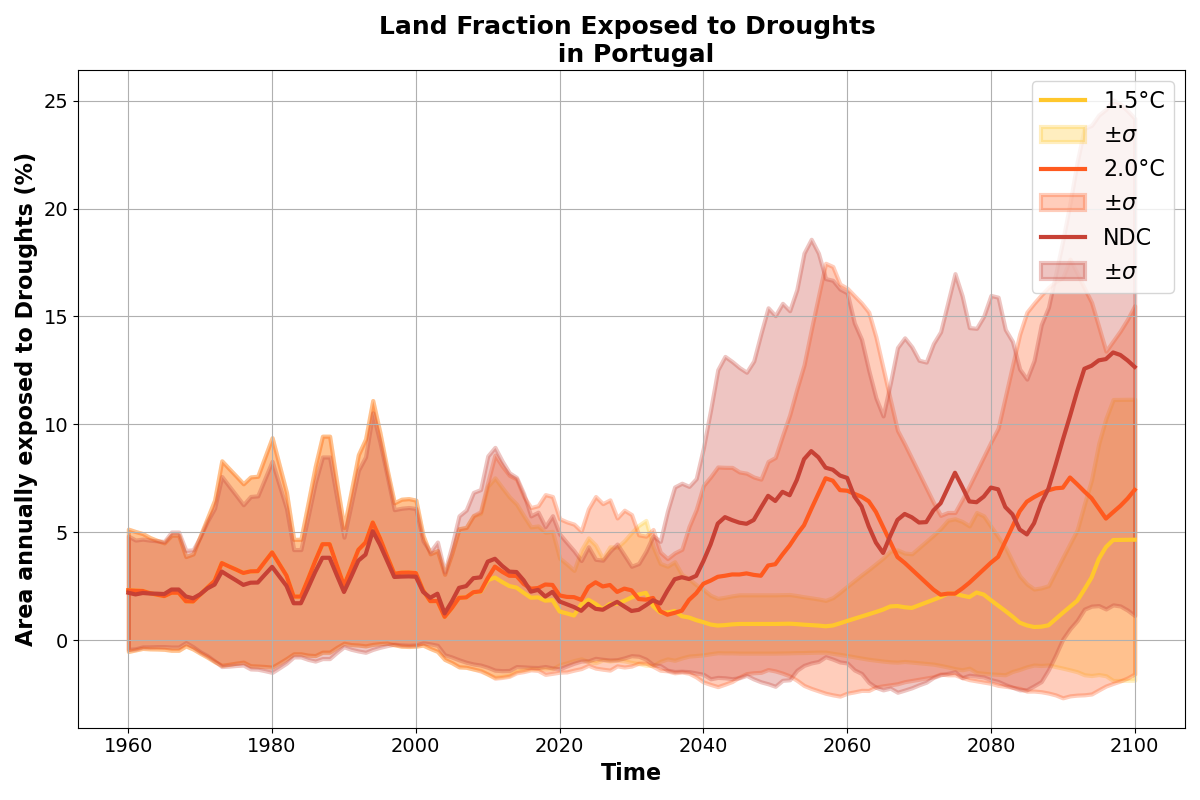 Land Fraction Exposed to Droughts
in Portugal
Area annually exposed to Droughts (%)
25
20
15
10
5
0
1960
1980
2000
2020
2040
2060
2080
2100
Time
1.5°C
±σ
2.0°C
±σ
NDC
±σ